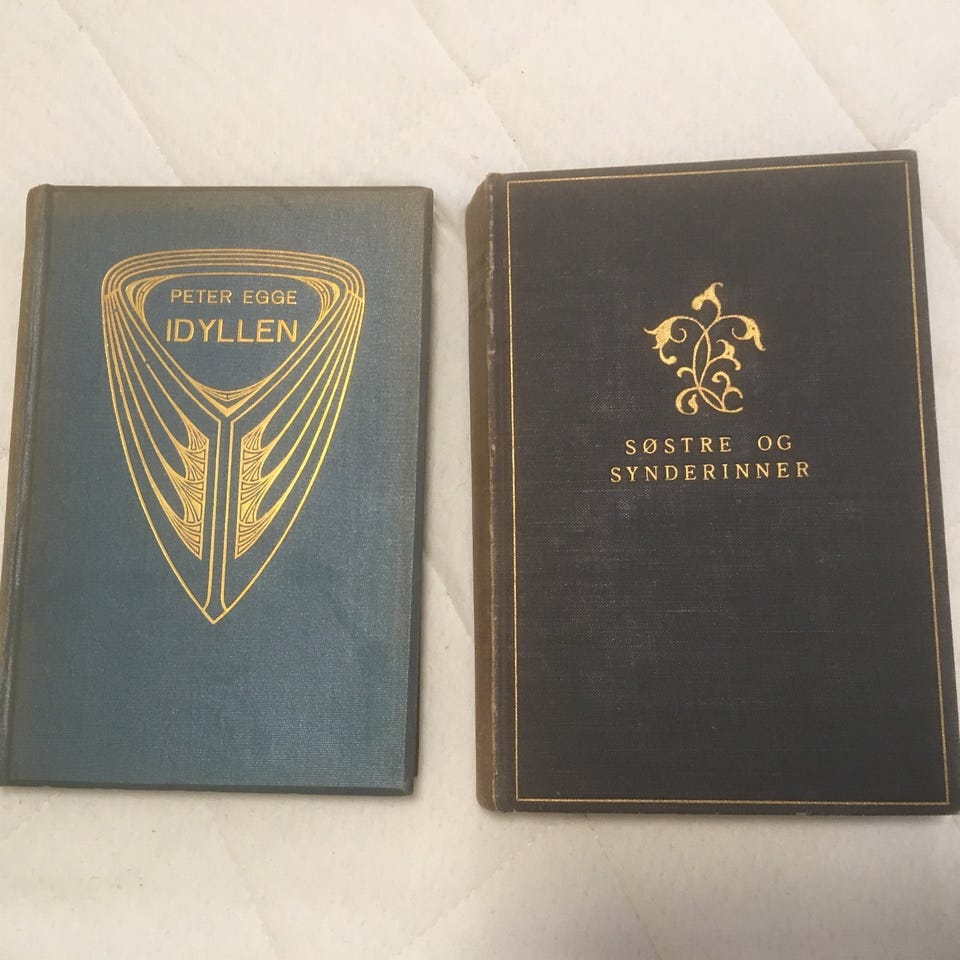 PETER EGGE
IDYLLEN
SØSTRE OG
SYNDERINNER